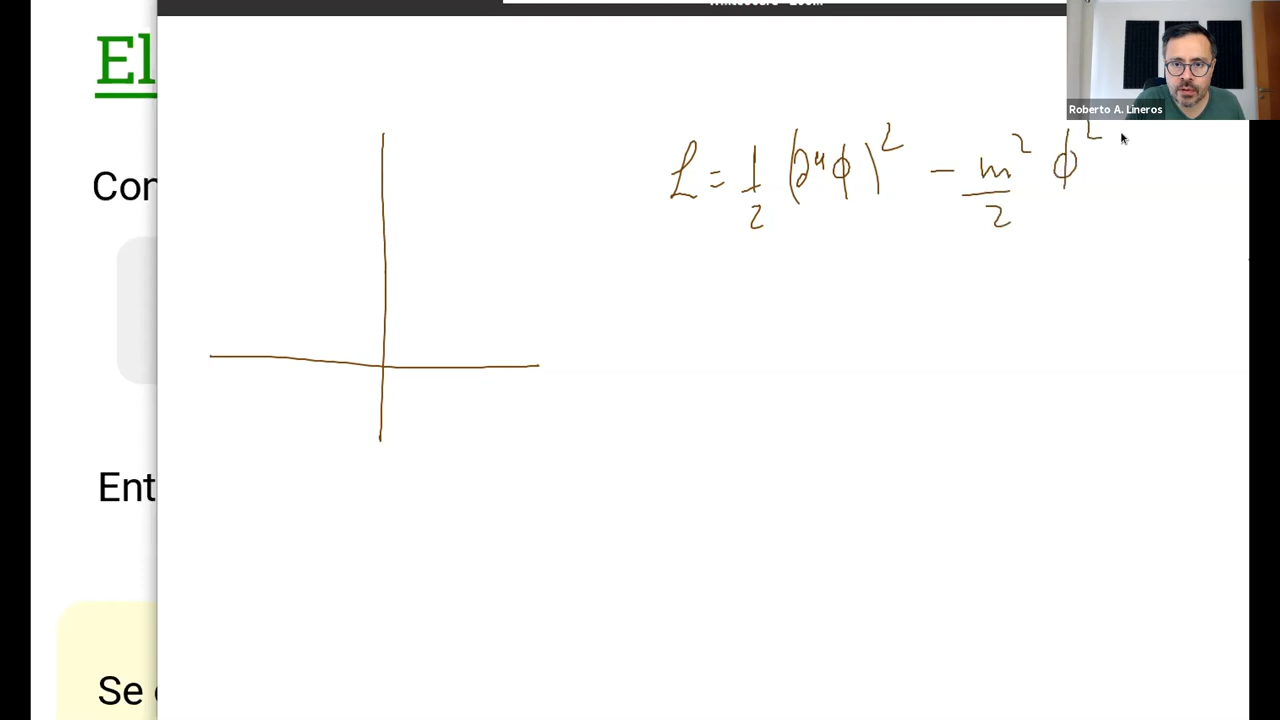 El
Con
Ent
Se
ℒ = 1/2 (∂^μ ϕ)^2 − m^2/2 ϕ^2
Roberto A. Lineros